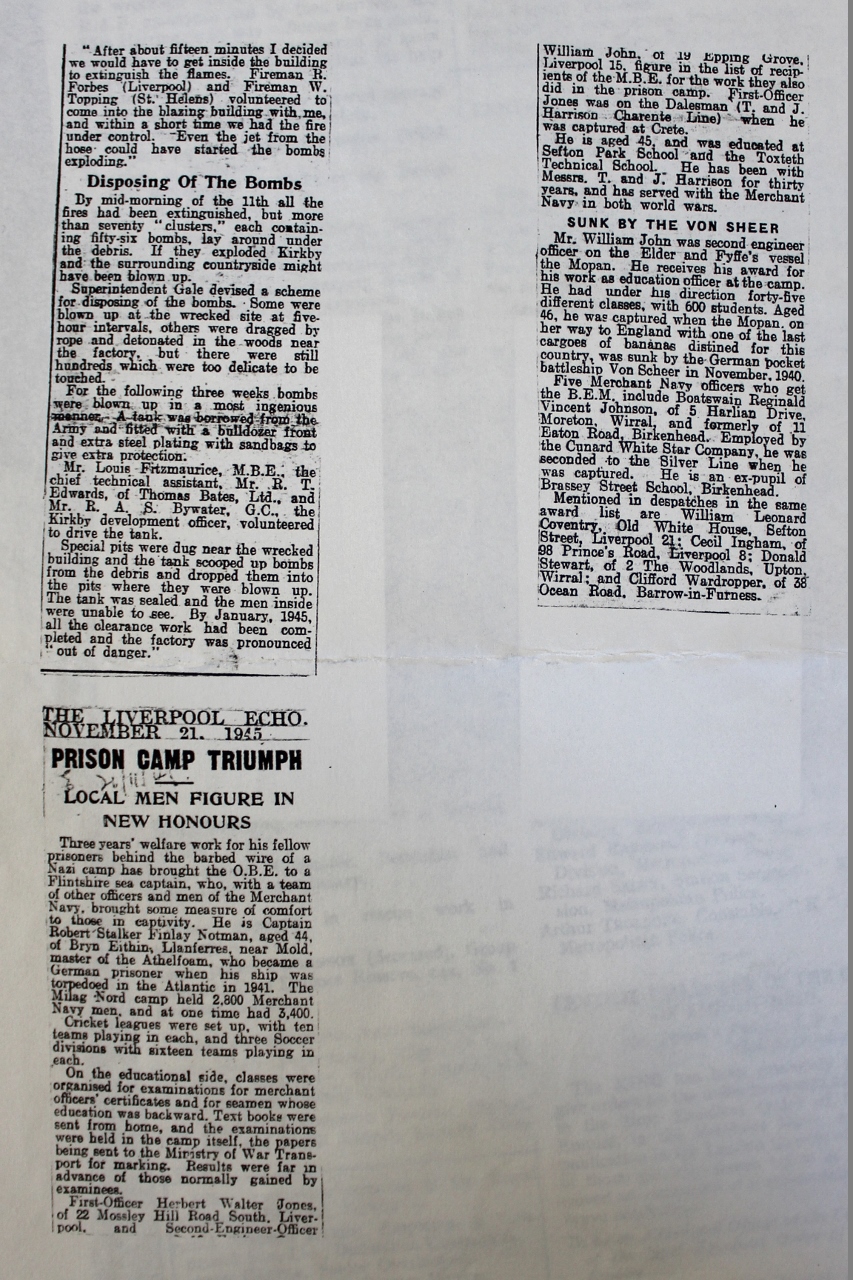 "After about fifteen minutes I decided
we would have to get inside the building
to extinguish the flames. Fireman R.
Forbes (Liverpool) and Fireman W.
Topping (St. Helens) volunteered to
come into the blazing building with me,
and within a short time we had the fire
under control. Even the jet from the
hose could have started the bombs
exploding."
Disposing Of The Bombs
By mid-morning of the 11th all the
fires had been extinguished, but more
than seventy "clusters," each contain-
ing fifty-six bombs, lay around under
the debris. If they exploded Kirkby
and the surrounding countryside might
have been blown up.
Superintendent Gale devised a scheme
for disposing of the bombs. Some were
blown up at the wrecked site at five-
hour intervals, others were dragged by
rope and detonated in the woods near
the factory, but there were still
hundreds which were too delicate to be
touched.
For the following three weeks bombs
were blown up in a most ingenious
manner. A tank was borrowed from the
Army and fitted with a bulldozer front
and extra steel plating with sandbags to
give extra protection.
Mr. Louis Fitzmaurice, M.B.E., the
chief technical assistant, Mr. R. T.
Edwards, of Thomas Bates, Ltd., and
Mr. R. A. S. Bywater, G.C., the
Kirkby development officer, volunteered
to drive the tank.
Special pits were dug near the wrecked
building and the tank scooped up bombs
from the debris and dropped them into
the pits where they were blown up.
The tank was sealed and the men inside
were unable to see. By January, 1945,
all the clearance work had been com-
pleted and the factory was pronounced
"out of danger."
THE LIVERPOOL ECHO.
NOVEMBER 21. 1945
PRISON CAMP TRIUMPH
LOCAL MEN FIGURE IN
NEW HONOURS
Three years' welfare work for his fellow
prisoners behind the barbed wire of a
Nazi camp has brought the O.B.E. to a
Flintshire sea captain, who, with a team
of other officers and men of the Merchant
Navy, brought some measure of comfort
to those in captivity. He is Captain
Robert Stalker Finlay Notman, aged 44,
of Bryn Eithin, Llanferres, near Mold,
master of the Athelfoam, who became a
German prisoner when his ship was
torpedoed in the Atlantic in 1941. The
Milag Nord camp held 2,800 Merchant
Navy men, and at one time had 3,400.
Cricket leagues were set up, with ten
teams playing in each, and three Soccer
divisions with sixteen teams playing in
each.
On the educational side, classes were
organised for examinations for merchant
officers' certificates and for seamen whose
education was backward. Text books were
sent from home, and the examinations
were held in the camp itself, the papers
being sent to the Ministry of War Trans-
port for marking. Results were far in
advance of those normally gained by
examinees.
First-Officer Herbert Walter Jones,
of 22 Mossley Hill Road South, Liver-
pool, and Second-Engineer-Officer
William John, of 19 Epping Grove,
Liverpool 15, figure in the list of recip-
ients of the M.B.E. for the work they also
did in the prison camp. First-Officer
Jones was on the Dalesman (T. and J.
Harrison Charente Line) when he
was captured at Crete.
He is aged 45, and was educated at
Sefton Park School and the Toxteth
Technical School. He has been with
Messrs. T. and J. Harrison for thirty
years, and has served with the Merchant
Navy in both world wars.
SUNK BY THE VON SHEER
Mr. William John was second engineer
officer on the Elder and Fyffe's vessel
the Mopan. He receives his award for
his work as education officer at the camp.
He had under his direction forty-five
different classes, with 600 students. Aged
46, he was captured when the Mopan, on
her way to England with one of the last
cargoes of bananas distined for this
country, was sunk by the German pocket
battleship Von Scheer in November, 1940.
Five Merchant Navy officers who get
the B.E.M. include Boatswain Reginald
Vincent Johnson, of 5 Harlian Drive,
Moreton, Wirral, and formerly of 11
Eaton Road, Birkenhead. Employed by
the Cunard White Star Company, he was
seconded to the Silver Line when he
was captured. He is an ex-pupil of
Brassey Street School, Birkenhead.
Mentioned in despatches in the same
award list are William Leonard
Coventry, Old White House, Sefton
Street, Liverpool 21; Cecil Ingham, of
98 Prince's Road, Liverpool 8; Donald
Stewart, of 2 The Woodlands, Upton,
Wirral; and Clifford Wardropper, of 38
Ocean Road, Barrow-in-Furness.